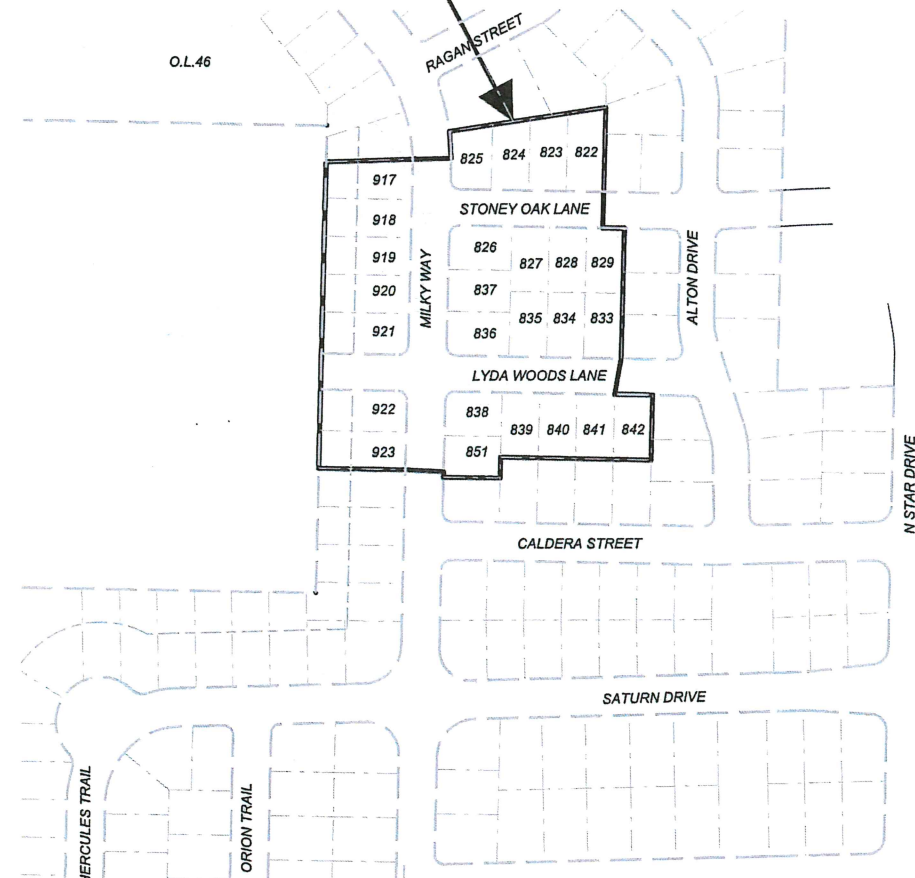 RAGAN STREET
O.L.46
825 824 823 822
917
918
919
920
921
STONEY OAK LANE
MILKY WAY
826
837
836
827 828 829
835 834 833
ALTON DRIVE
LYDA WOODS LANE
922
923
838
851
839 840 841 842
N STAR DRIVE
CALDERA STREET
SATURN DRIVE
HERCULES TRAIL
ORION TRAIL